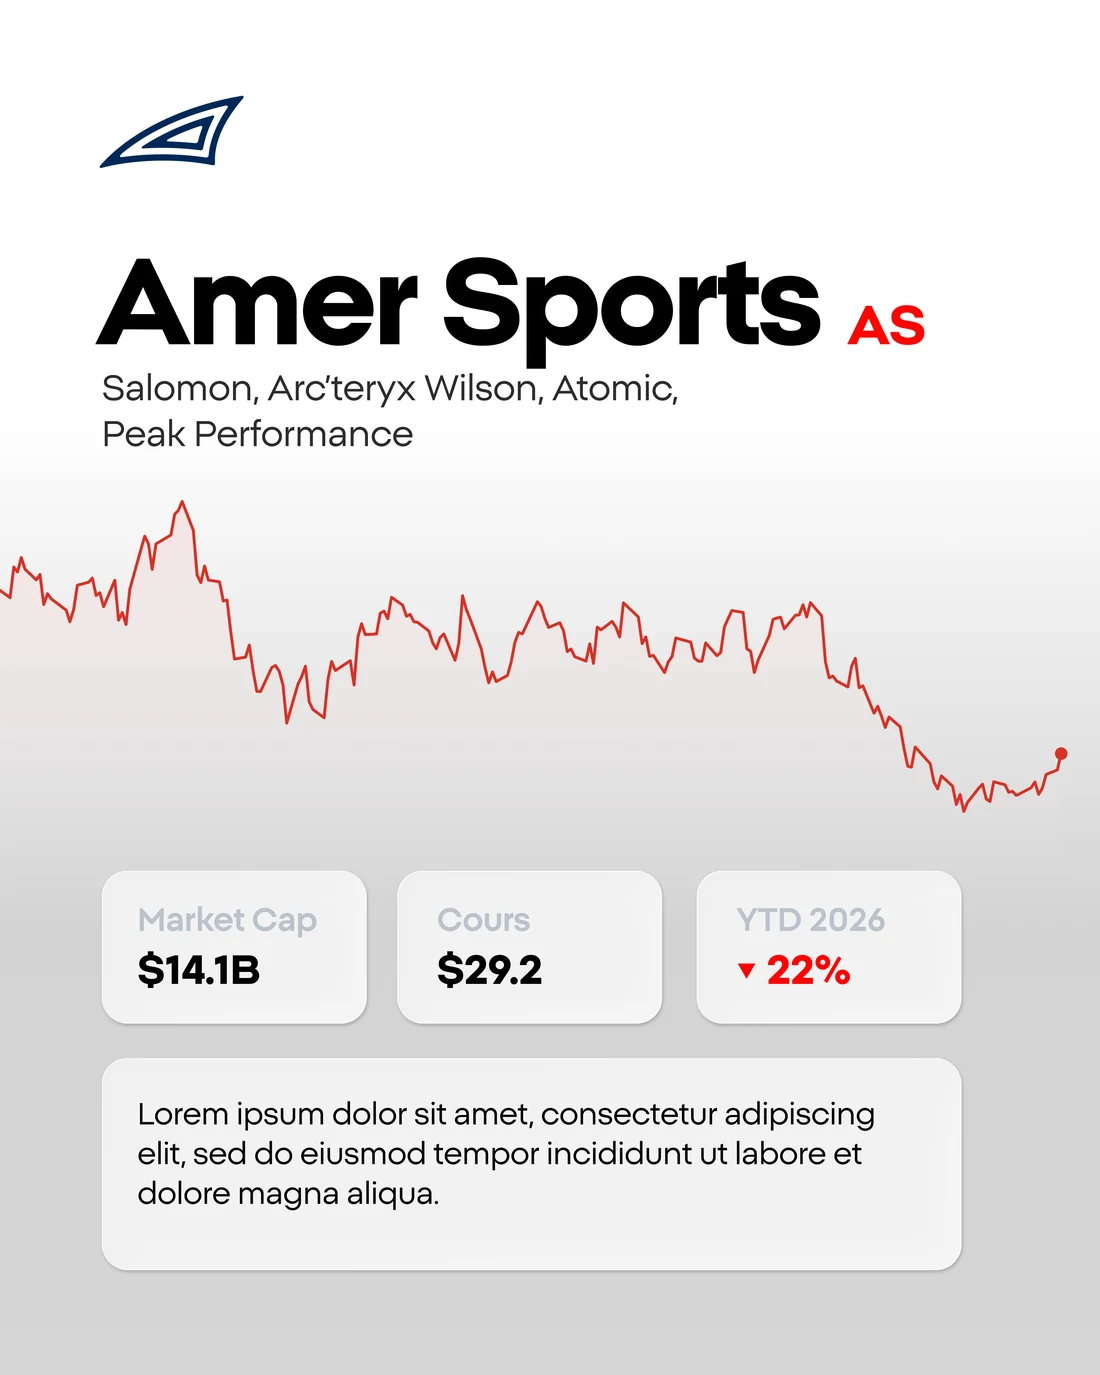 Amer Sports AS
Salomon, Arc'teryx Wilson, Atomic,
Peak Performance
Market Cap
$14.1B
Cours
$29.2
YTD 2026
▼ 22%
Lorem ipsum dolor sit amet, consectetur adipiscing
elit, sed do eiusmod tempor incididunt ut labore et
dolore magna aliqua.